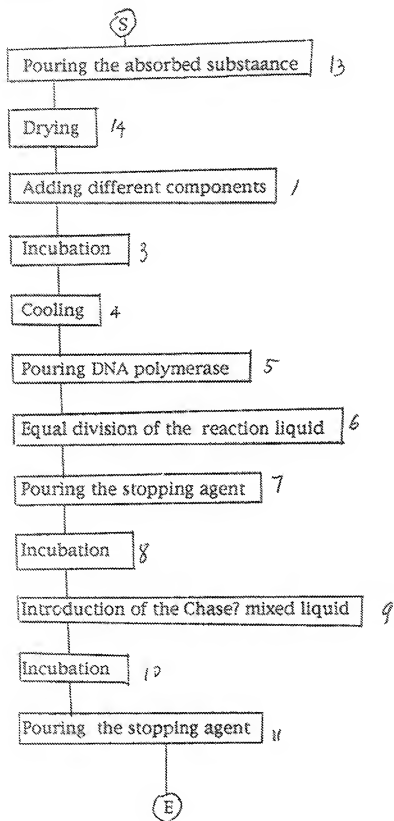 S
Pouring the absorbed substaance 13
Drying 14
Adding different components 1
Incubation 3
Cooling 4
Pouring DNA polymerase 5
Equal division of the reaction liquid 6
Pouring the stopping agent 7
Incubation 8
Introduction of the Chase? mixed liquid 9
Incubation 10
Pouring the stopping agent 11
E